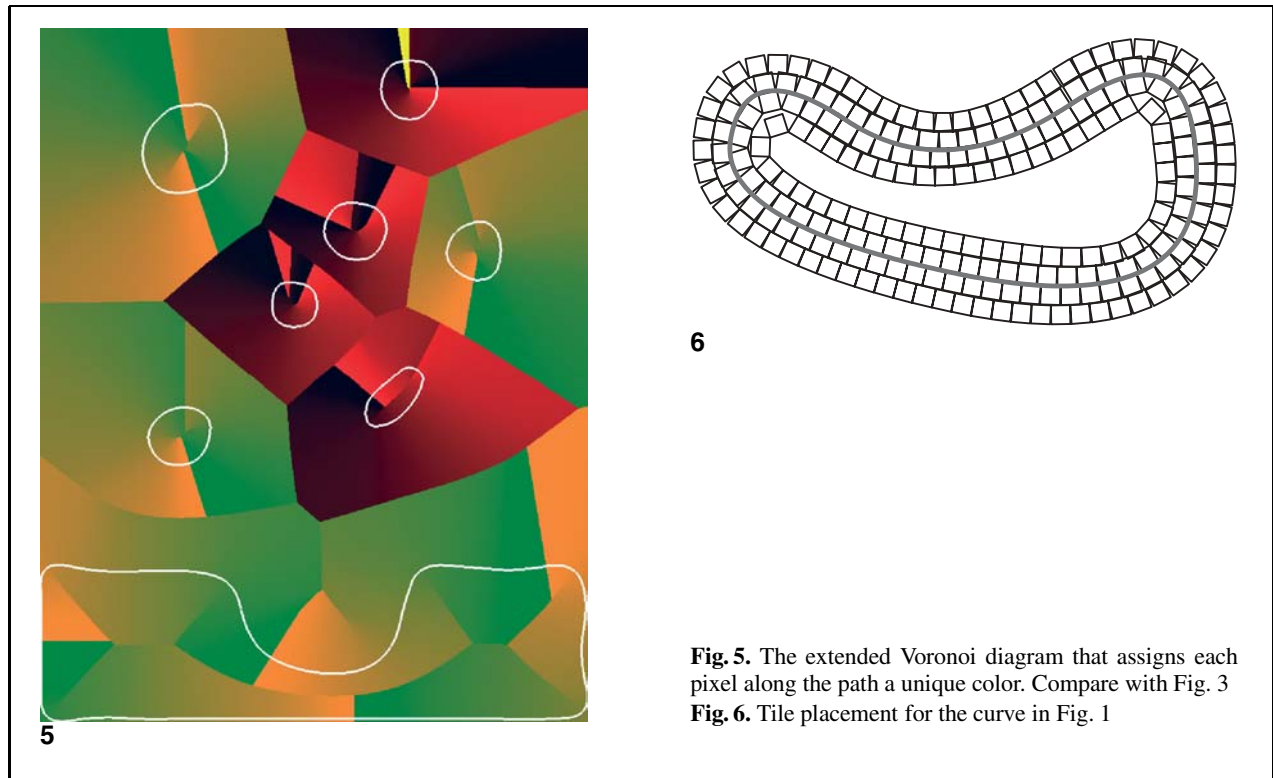 5
6
Fig. 5. The extended Voronoi diagram that assigns each
pixel along the path a unique color. Compare with Fig. 3
Fig. 6. Tile placement for the curve in Fig. 1